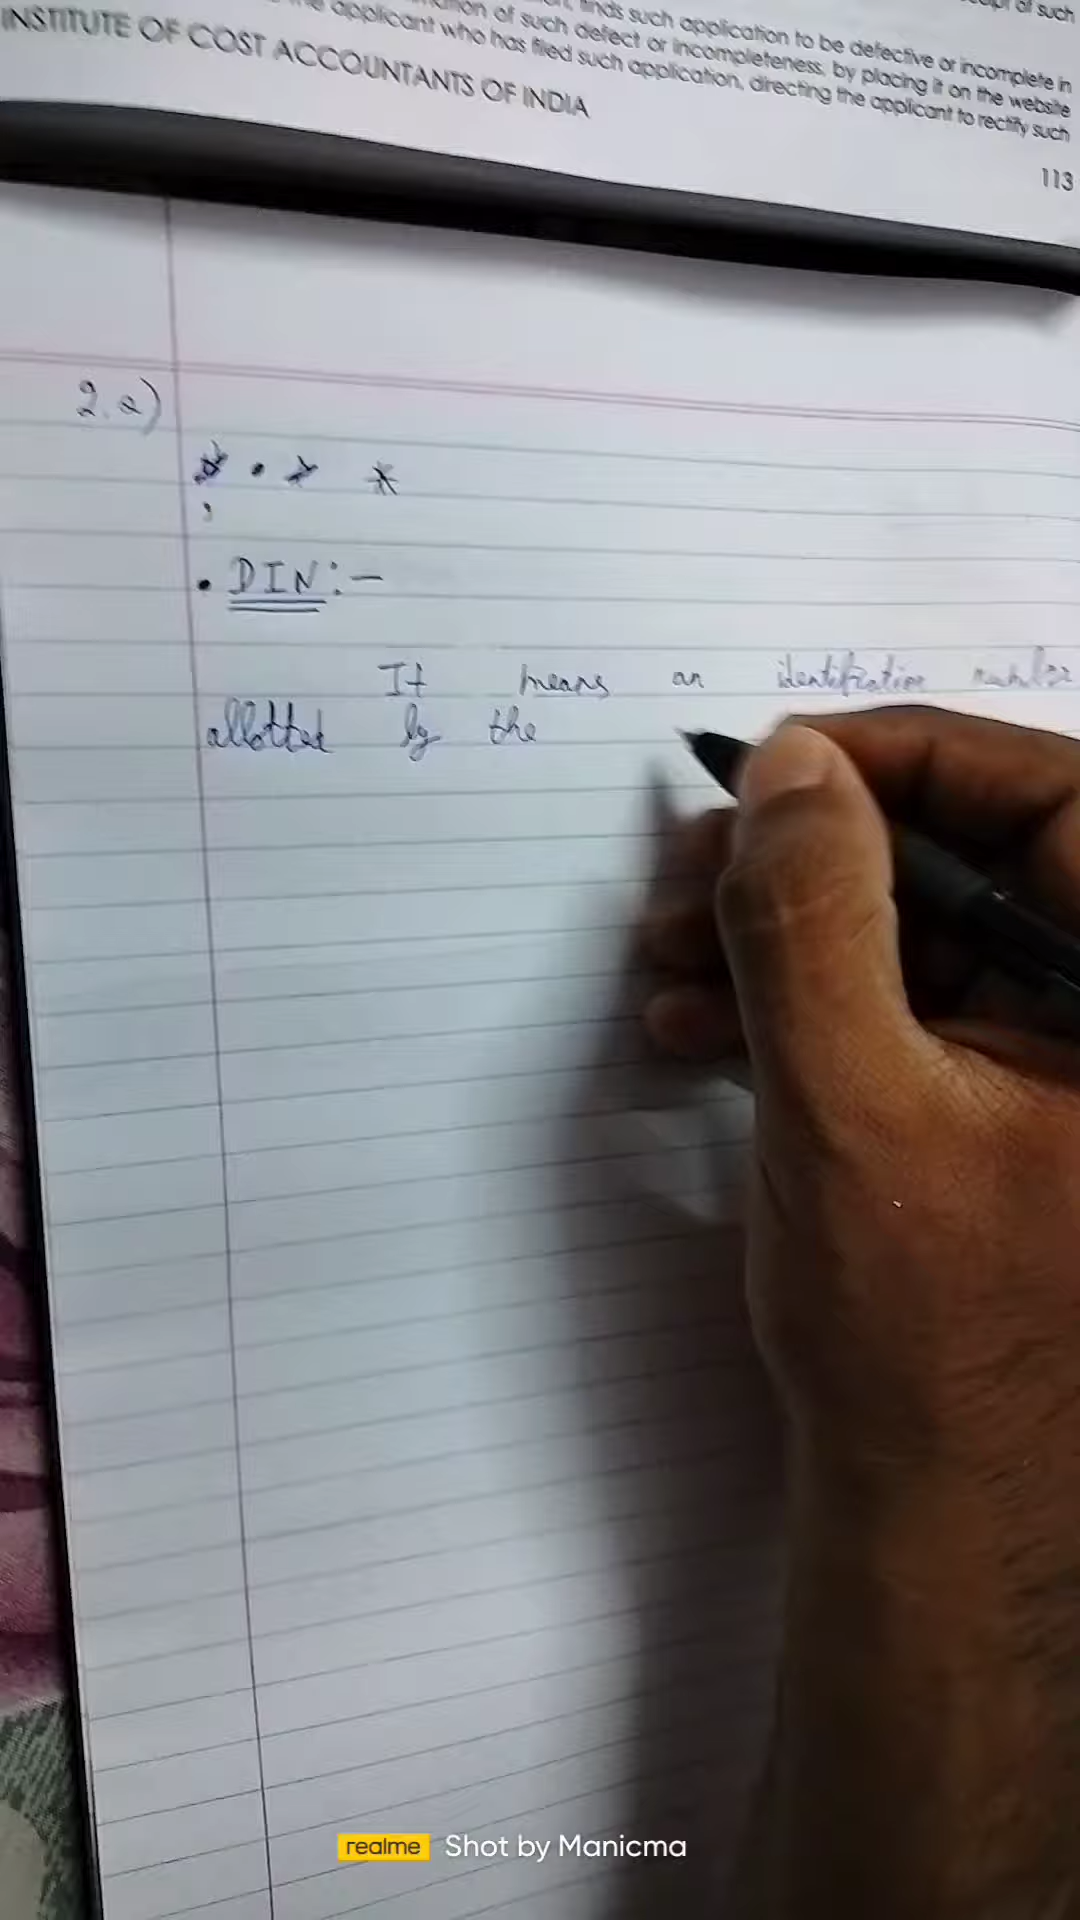 of such
finds such application to be defective or incomplete in
of such defect or incompleteness, by placing it on the website
applicant who has filed such application, directing the applicant to rectify such
INSTITUTE OF COST ACCOUNTANTS OF INDIA
113
2.a)
• DIN:-
It means an identification number
allotted by the
realme Shot by Manicma